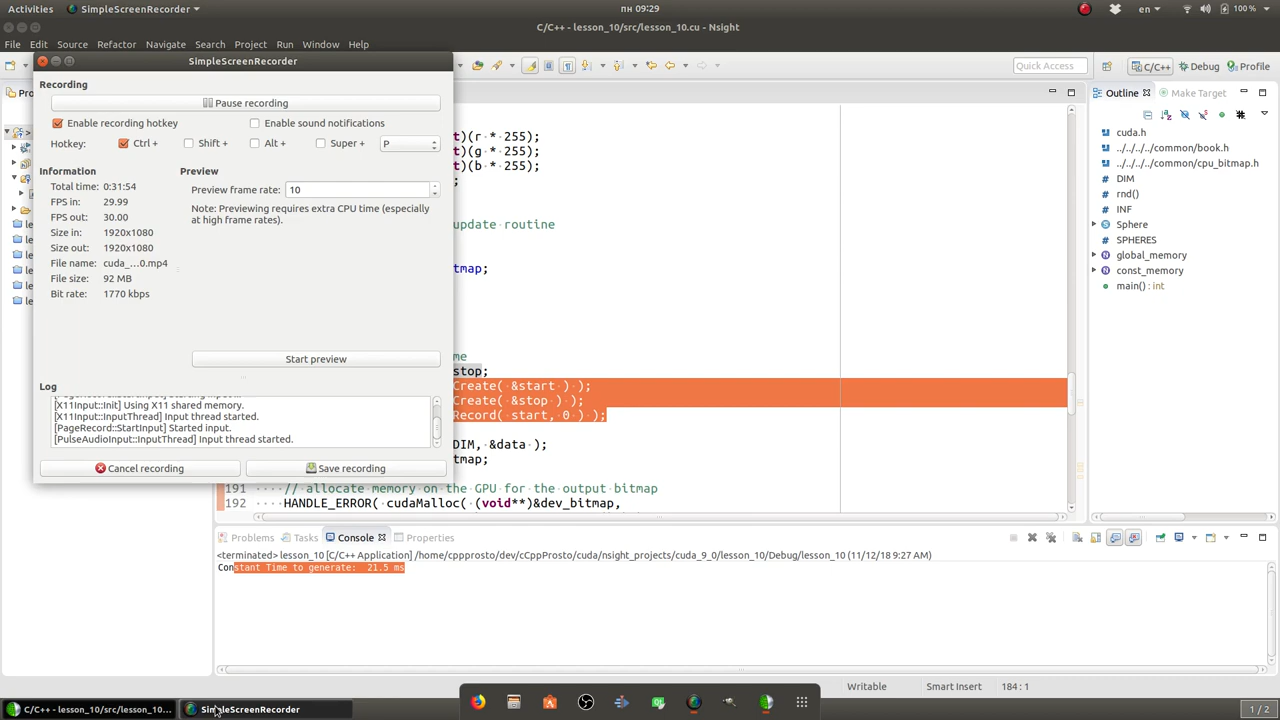 Activities
SimpleScreenRecorder
пн 09:29
en
100 %
C/C++ - lesson_10/src/lesson_10.cu - Nsight
File Edit Source Refactor Navigate Search Project Run Window Help
SimpleScreenRecorder
Quick Access
C/C++
Debug
Profile
Recording
Pause recording
Enable recording hotkey
Enable sound notifications
Hotkey:
Ctrl +
Shift +
Alt +
Super +
P
Information
Total time: 0:31:54
FPS in: 29.99
FPS out: 30.00
Size in: 1920x1080
Size out: 1920x1080
File name: cuda_...0.mp4
File size: 92 MB
Bit rate: 1770 kbps
Preview
Preview frame rate: 10
Note: Previewing requires extra CPU time (especially
at high frame rates).
Start preview
Log
[X11Input::Init] Using X11 shared memory.
[X11Input::InputThread] Input thread started.
[PageRecord::StartInput] Started input.
[PulseAudioInput::InputThread] Input thread started.
Cancel recording
Save recording
t)(r * 255);
t)(g * 255);
t)(b * 255);
;
update routine
tmap;
me
stop;
Create( &start ) );
Create( &stop ) );
Record( start, 0 ) );
DIM, &data );
tmap;
191 // allocate memory on the GPU for the output bitmap
192 HANDLE_ERROR( cudaMalloc( (void**)&dev_bitmap,
Outline
Make Target
cuda.h
../../../../common/book.h
../../../../common/cpu_bitmap.h
DIM
rnd()
INF
Sphere
SPHERES
global_memory
const_memory
main() : int
Problems
Tasks
Console
Properties
<terminated> lesson_10 [C/C++ Application] /home/cppprosto/dev/cCppProsto/cuda/nsight_projects/cuda_9_0/lesson_10/Debug/lesson_10 (11/12/18 9:27 AM)
Constant Time to generate: 21.5 ms
Writable
Smart Insert
184 : 1
C/C++ - lesson_10/src/lesson_10....
SimpleScreenRecorder
1 / 2